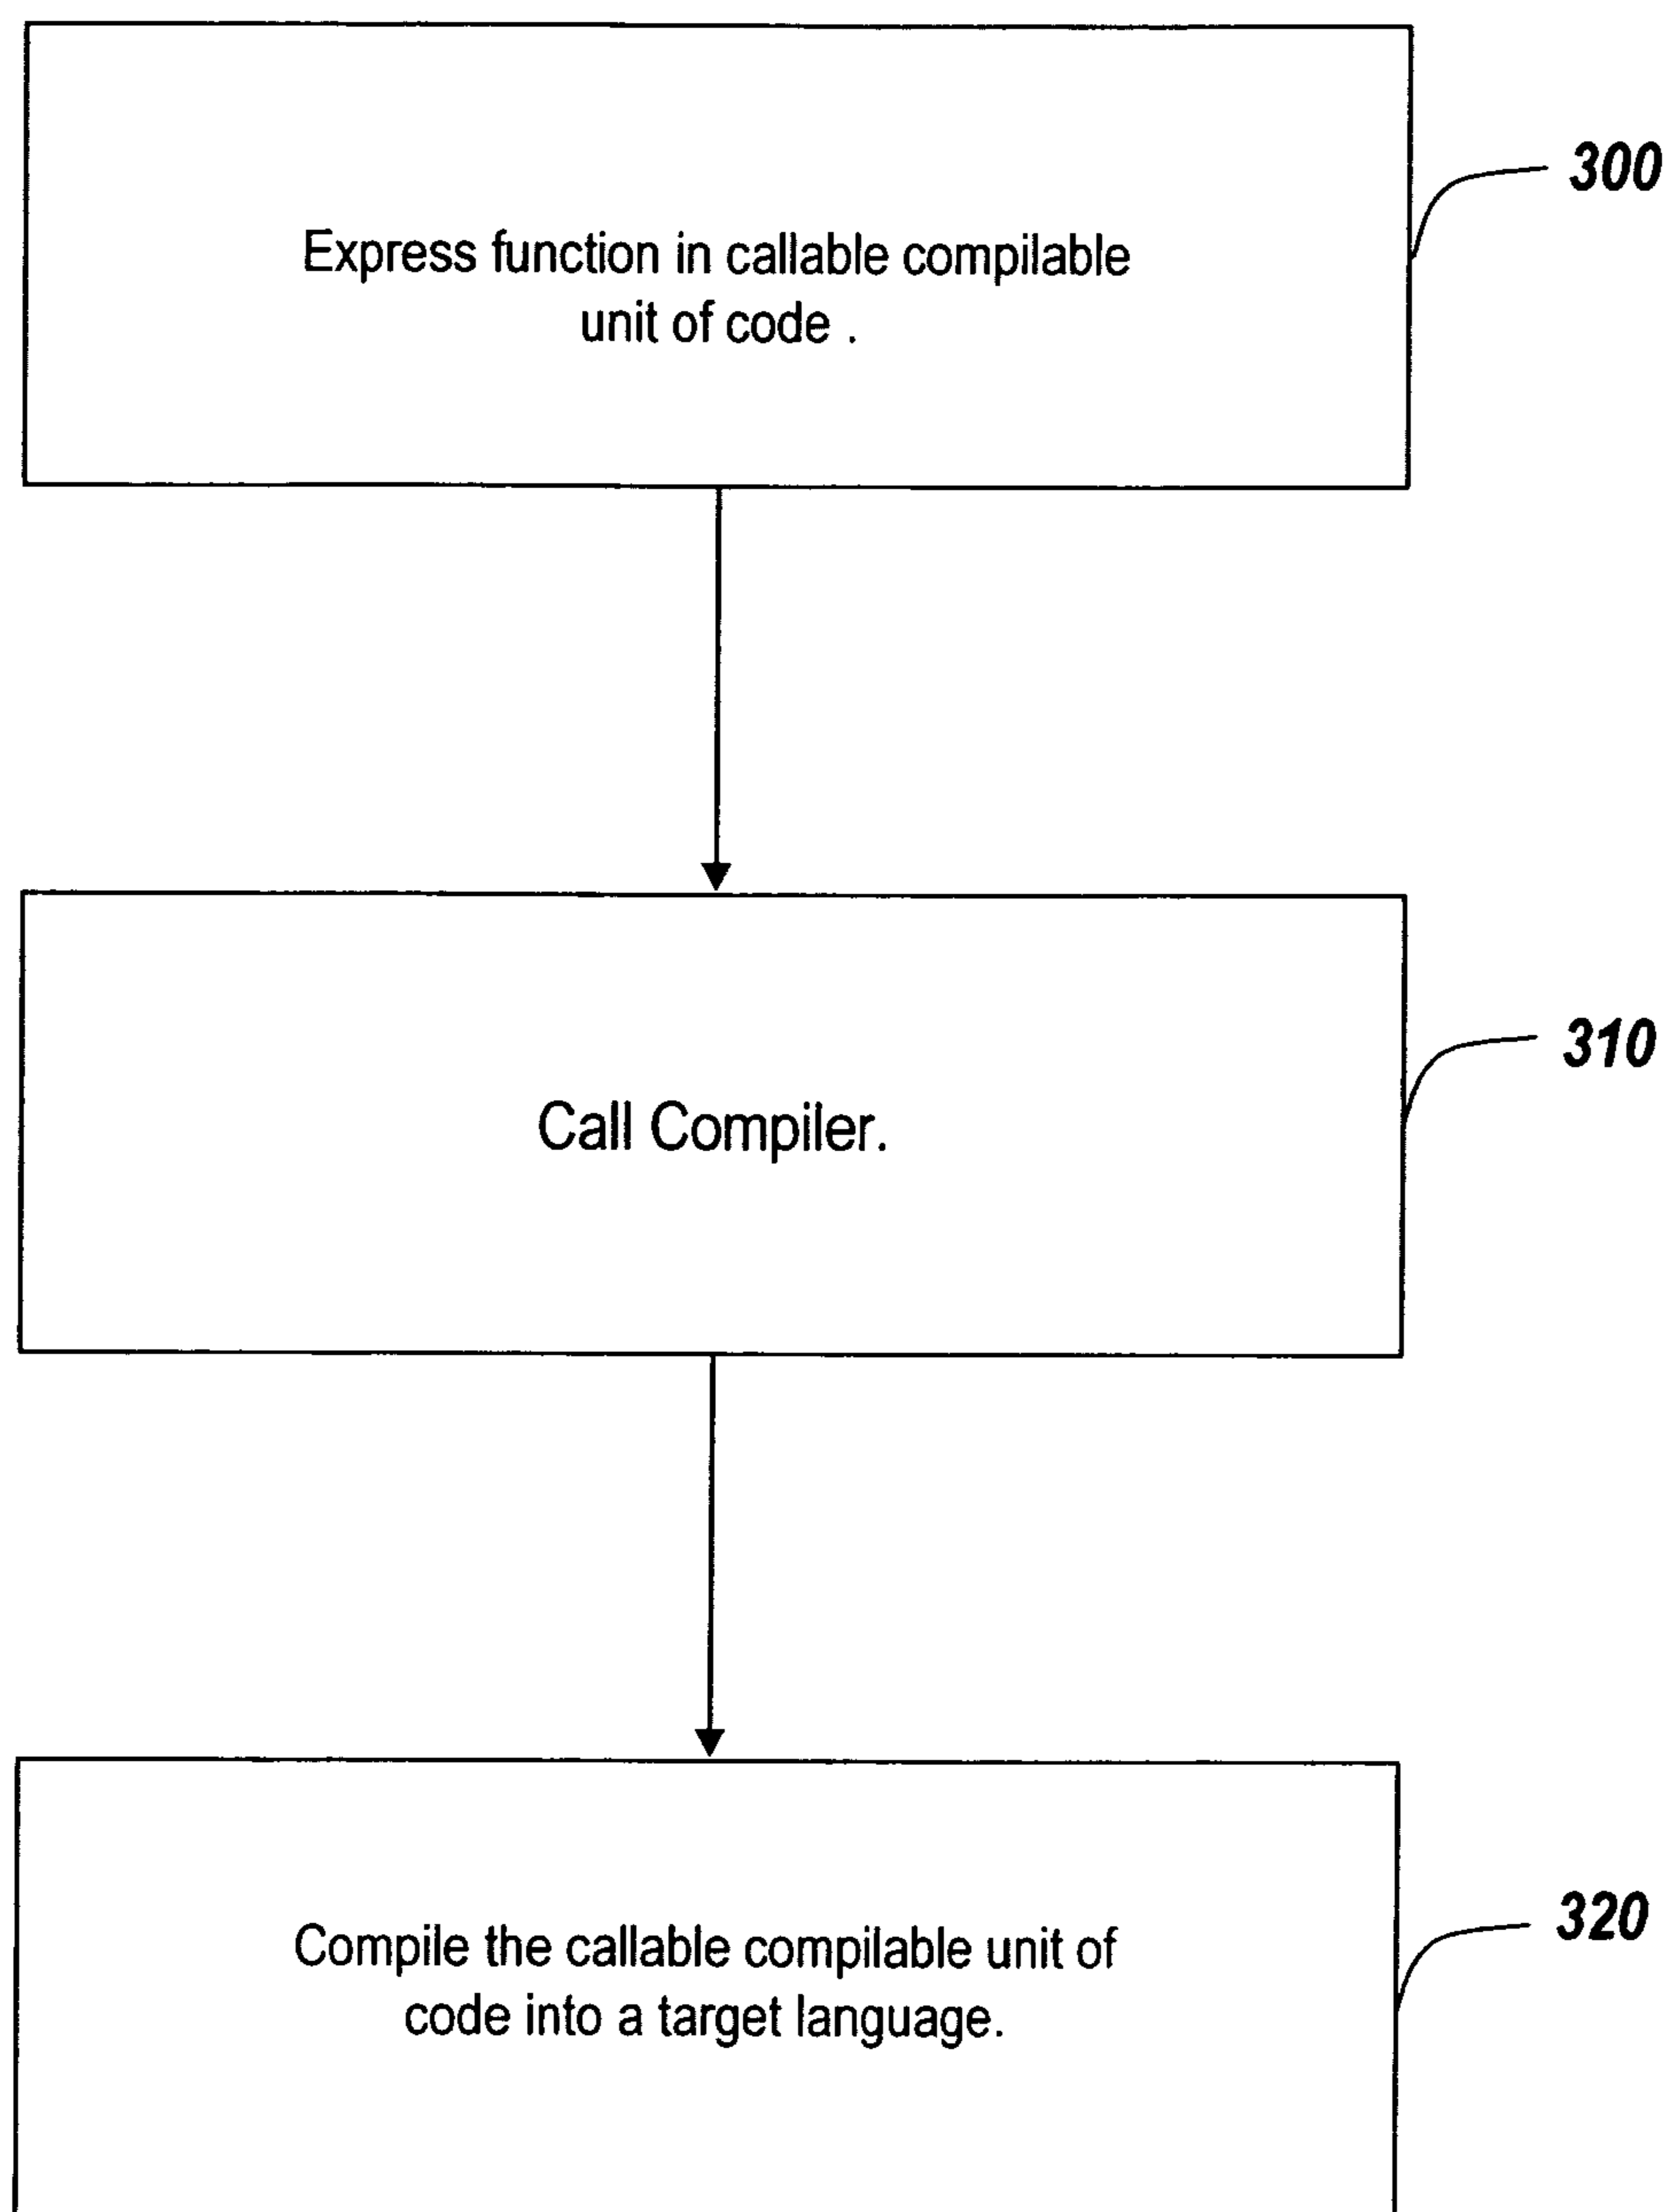 Express function in callable compilable
unit of code .
300
Call Compiler.
310
Compile the callable compilable unit of
code into a target language.
320